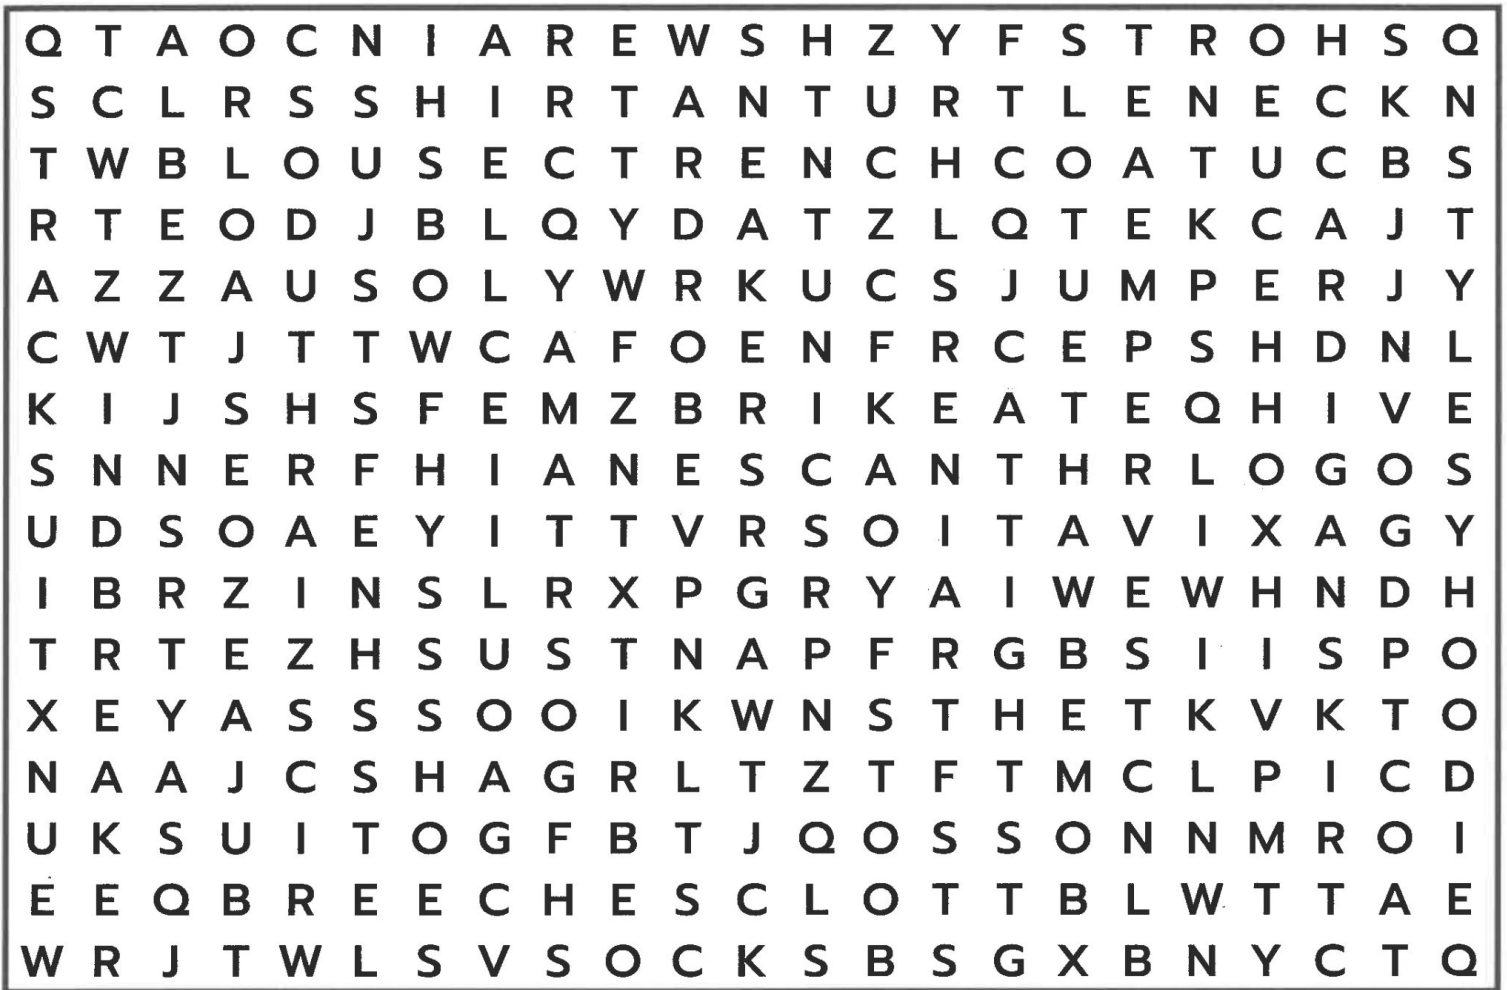 Q T A O C N I A R E W S H Z Y F S T R O H S Q
S C L R S S H I R T A N T U R T L E N E C K N
T W B L O U S E C T R E N C H C O A T U C B S
R T E O D J B L Q Y D A T Z L Q T E K C A J T
A Z Z A U S O L Y W R K U C S J U M P E R J Y
C W T J T T W C A F O E N F R C E P S H D N L
K I J S H S F E M Z B R I K E A T E Q H I V E
S N N E R F H I A N E S C A N T H R L O G O S
U D S O A E Y I T T V R S O I T A V I X A G Y
I B R Z I N S L R X P G R Y A I W E W H N D H
T R T E Z H S U S T N A P F R G B S I I S P O
X E Y A S S S O O I K W N S T H E T K V K T O
N A A J C S H A G R L T Z T F T M C L P I C D
U K S U I T O G F B T J Q O S S O N N M R O I
E E Q B R E E C H E S C L O T T B L W T T A E
W R J T W L S V S O C K S B S G X B N Y C T Q